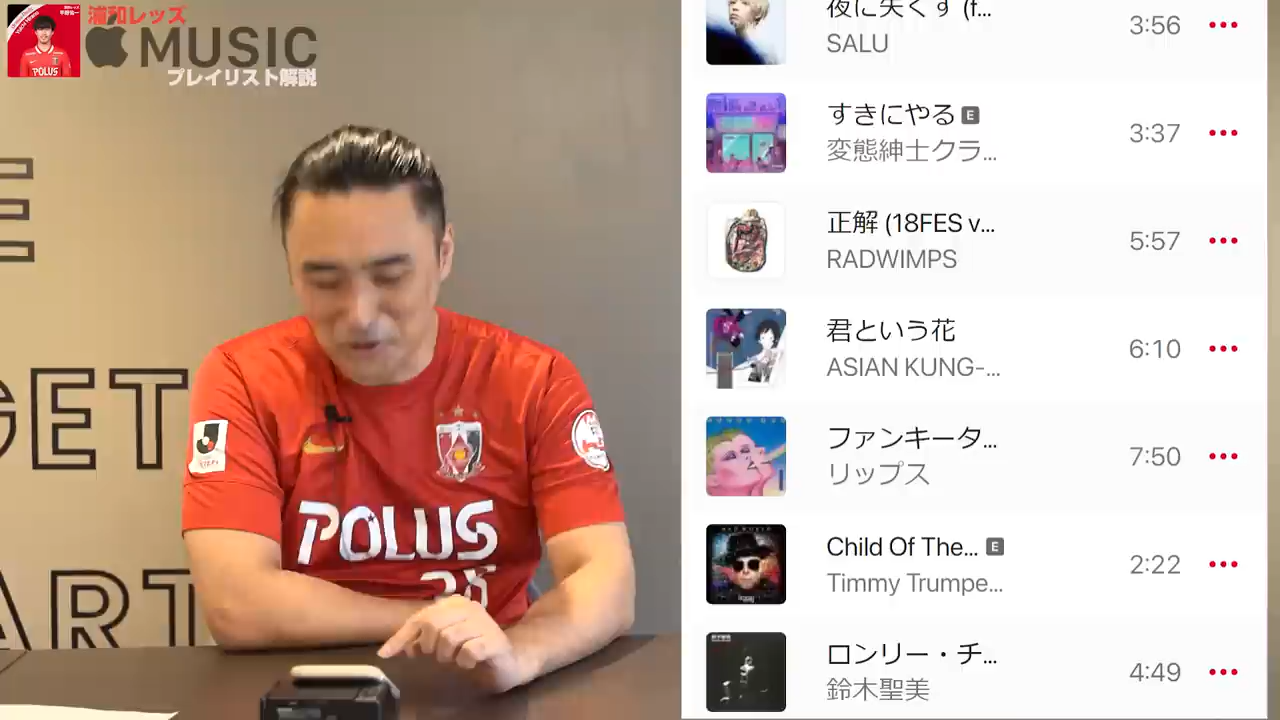 浦和レッズ
MUSIC
プレイリスト解説
POLUS
E
GET
ART
POLUS
夜に失くす (f...
SALU
3:56
すきにやる E
変態紳士クラ...
3:37
正解 (18FES v...
RADWIMPS
5:57
君という花
ASIAN KUNG-...
6:10
ファンキータ...
リップス
7:50
Child Of The... E
Timmy Trumpe...
2:22
ロンリー・チ...
鈴木聖美
4:49